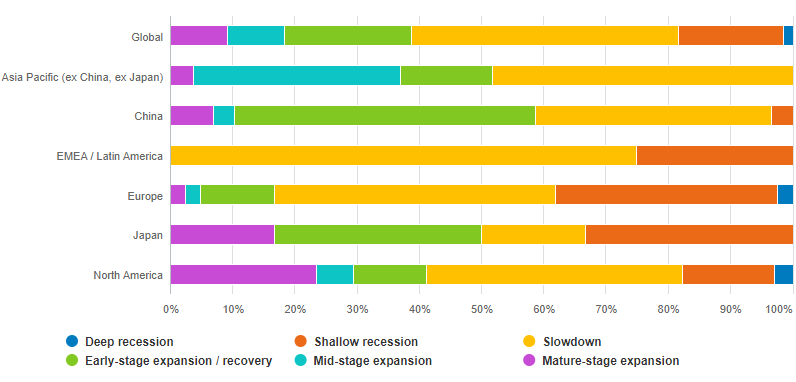 Global
Asia Pacific (ex China, ex Japan)
China
EMEA / Latin America
Europe
Japan
North America
0% 10% 20% 30% 40% 50% 60% 70% 80% 90% 100%
Deep recession Shallow recession Slowdown
Early-stage expansion / recovery Mid-stage expansion Mature-stage expansion